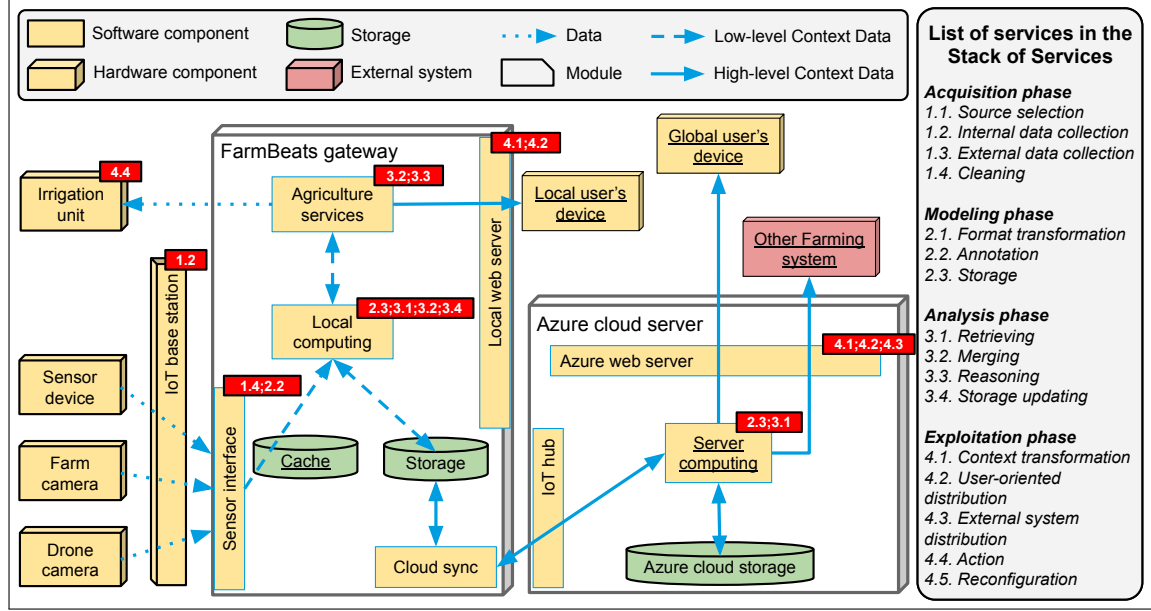 Software component
Storage
Data
Low-level Context Data
Hardware component
External system
Module
High-level Context Data
List of services in the
Stack of Services
Acquisition phase
1.1. Source selection
1.2. Internal data collection
1.3. External data collection
1.4. Cleaning
Modeling phase
2.1. Format transformation
2.2. Annotation
2.3. Storage
Analysis phase
3.1. Retrieving
3.2. Merging
3.3. Reasoning
3.4. Storage updating
Exploitation phase
4.1. Context transformation
4.2. User-oriented
distribution
4.3. External system
distribution
4.4. Action
4.5. Reconfiguration
FarmBeats gateway
4.1;4.2
Local web server
4.4
Irrigation
unit
3.2;3.3
Agriculture
services
Local user's
device
Global user's
device
Other Farming
system
1.2
IoT base station
2.3;3.1;3.2;3.4
Local
computing
Sensor
device
Farm
camera
Drone
camera
1.4;2.2
Sensor interface
Cache
Storage
Cloud sync
Azure cloud server
4.1;4.2;4.3
Azure web server
IoT hub
2.3;3.1
Server
computing
Azure cloud storage